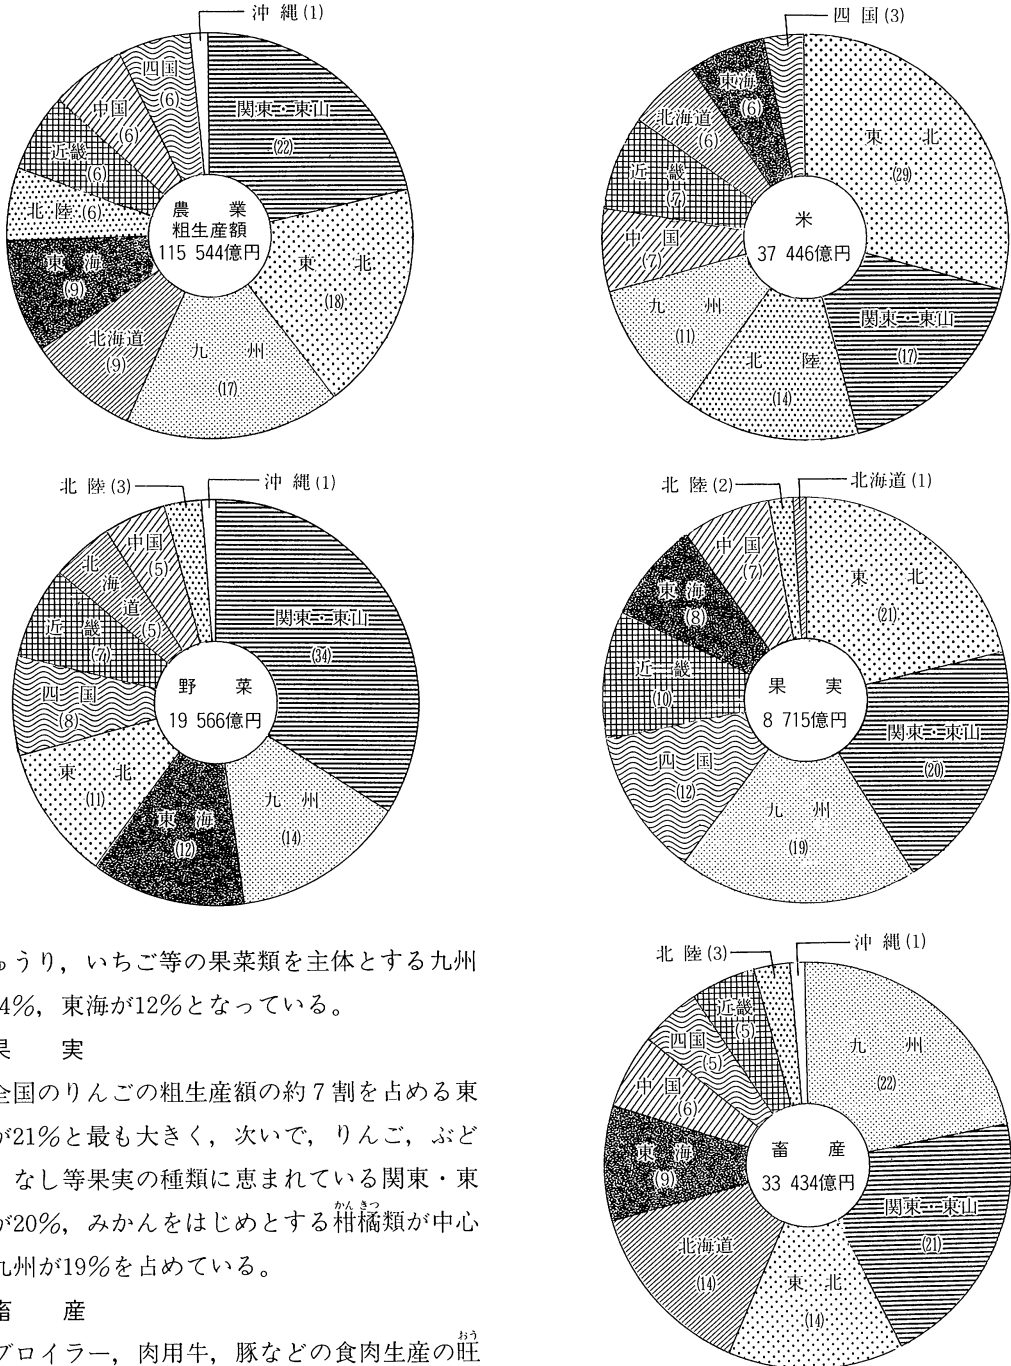 沖 縄 (1)
四国
(6)
中国
(6)
近畿
(6)
北 陸 (6)
東 海
(9)
北海道
(9)
九 州
(17)
東 北
(18)
関東・東山
(22)
農 業
粗生産額
115 544億円
四 国 (3)
東海
(6)
北海道
(6)
近 畿
(7)
中 国
(7)
九 州
(11)
北 陸
(14)
関東・東山
(17)
東 北
(29)
米
37 446億円
北 陸 (3)
沖 縄 (1)
中国
(5)
北
海
道
(5)
近 畿
(7)
四 国
(8)
東 北
(11)
東 海
(12)
九 州
(14)
関東・東山
(34)
野 菜
19 566億円
北 陸 (2)
北海道 (1)
中 国
(7)
東 海
(8)
近 畿
(10)
四 国
(12)
九 州
(19)
関東・東山
(20)
東 北
(21)
果 実
8 715億円
ゅうり，いちご等の果菜類を主体とする九州
4％，東海が12％となっている。
果 実
全国のりんごの粗生産額の約7割を占める東
が21％と最も大きく，次いで，りんご，ぶど
なし等果実の種類に恵まれている関東・東
が20％，みかんをはじめとする柑橘類が中心
かん きつ
九州が19％を占めている。
畜 産
ブロイラー，肉用牛，豚などの食肉生産の旺
おう
北 陸 (3)
沖 縄 (1)
近畿
(5)
四国
(5)
中 国
(6)
東 海
(9)
北海道
(14)
東 北
(14)
関東・東山
(21)
九 州
(22)
畜 産
33 434億円